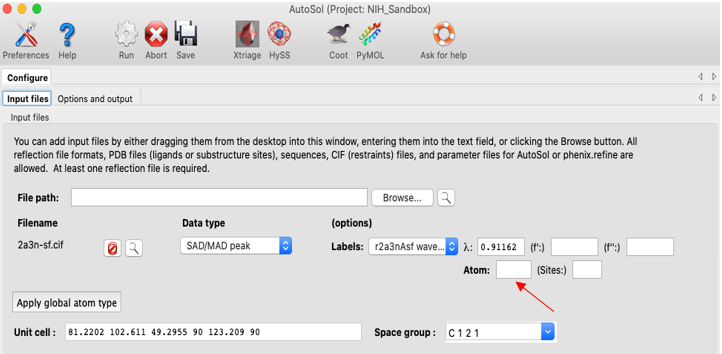 AutoSol (Project: NIH_Sandbox)
Preferences Help Run Abort Save Xtriage HySS Coot PyMOL Ask for help
Configure
Input files Options and output
Input files
You can add input files by either dragging them from the desktop into this window, entering them into the text field, or clicking the Browse button. All
reflection file formats, PDB files (ligands or substructure sites), sequences, CIF (restraints) files, and parameter files for AutoSol or phenix.refine are
allowed. At least one reflection file is required.
File path: Browse...
Filename Data type (options)
2a3n-sf.cif SAD/MAD peak Labels: r2a3nAsf wave... λ: 0.91162 (f':) (f'':)
Atom: (Sites:)
Apply global atom type
Unit cell : 81.2202 102.611 49.2955 90 123.209 90 Space group : C 1 2 1